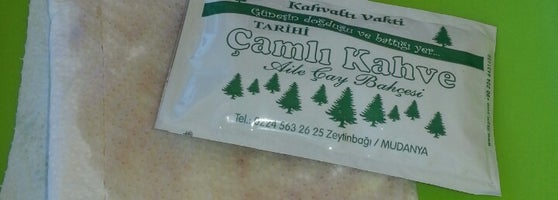 Kahvaltı Vakti
Güneşin doğduğu ve battığı yer...
TARİHİ
Çamlı Kahve
Aile Çay Bahçesi
Tel.: 0224 563 26 25 Zeytinbağı / MUDANYA